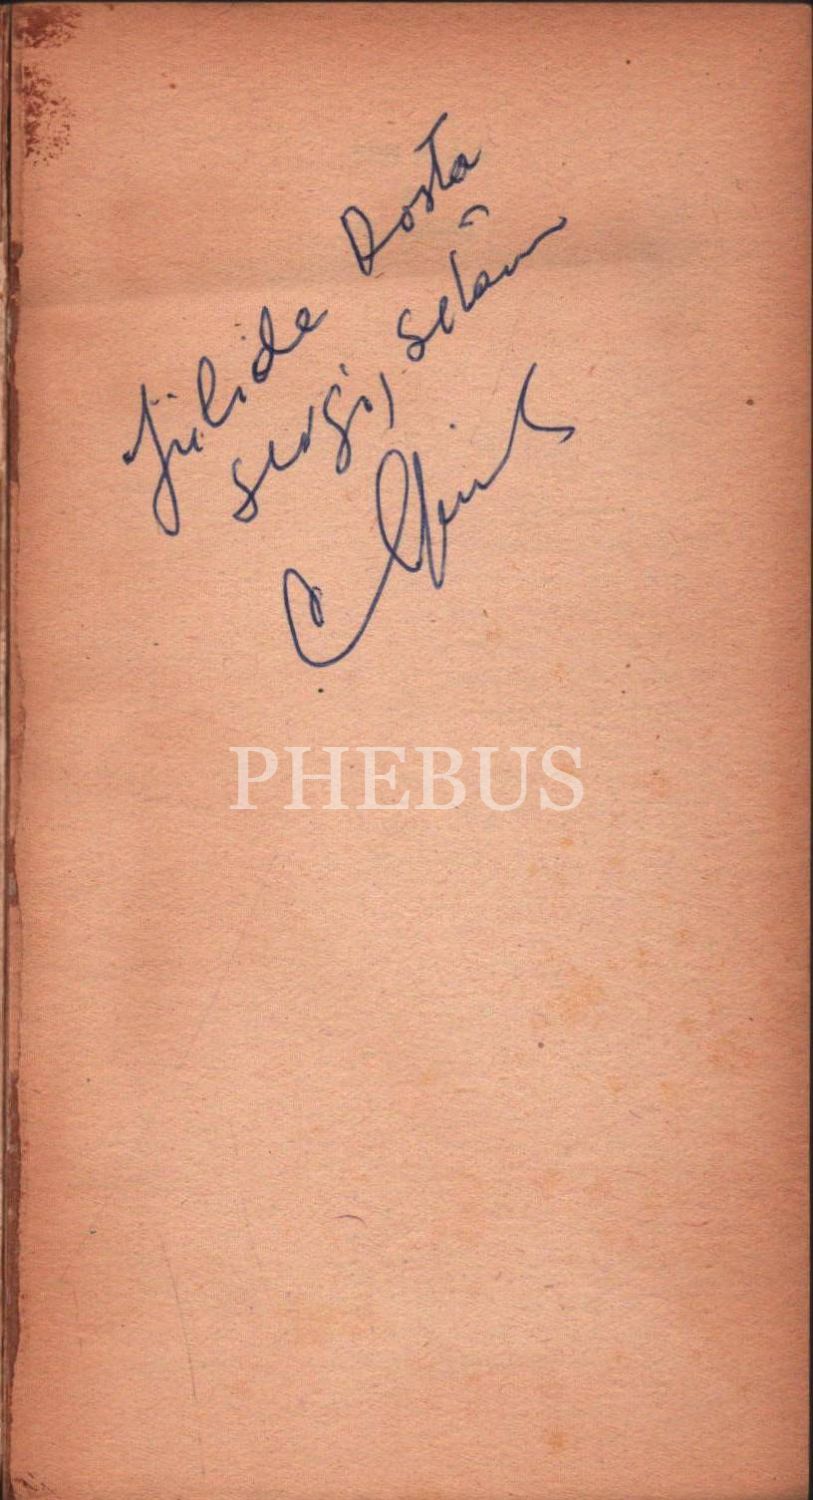 Jülide Dosta
sevgi, selâm
PHEBUS